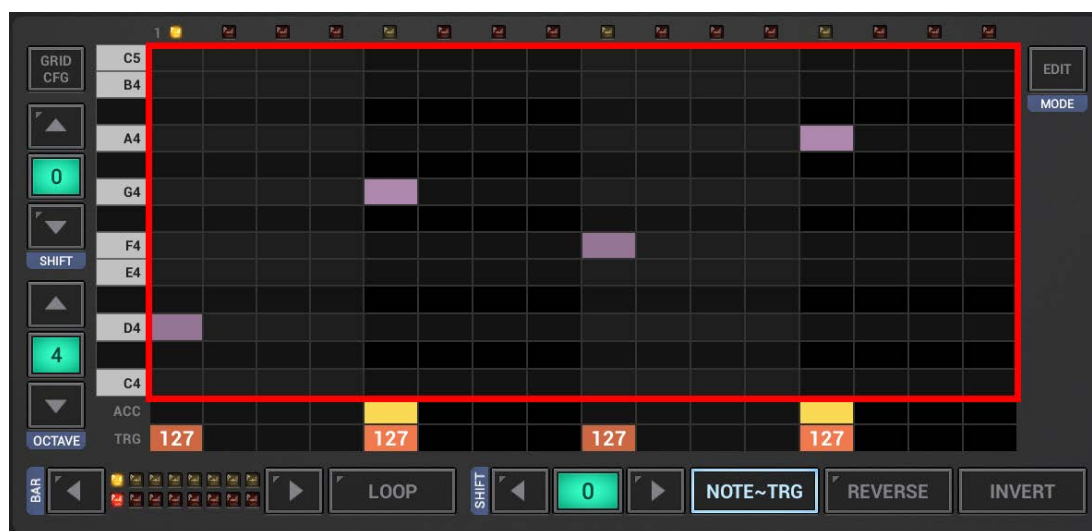 1
GRID
CFG
C5
B4
EDIT
MODE
A4
0
G4
F4
SHIFT
E4
D4
4
C4
ACC
OCTAVE
TRG 127 127 127 127
BAR
LOOP
SHIFT
0
NOTE~TRG
REVERSE
INVERT